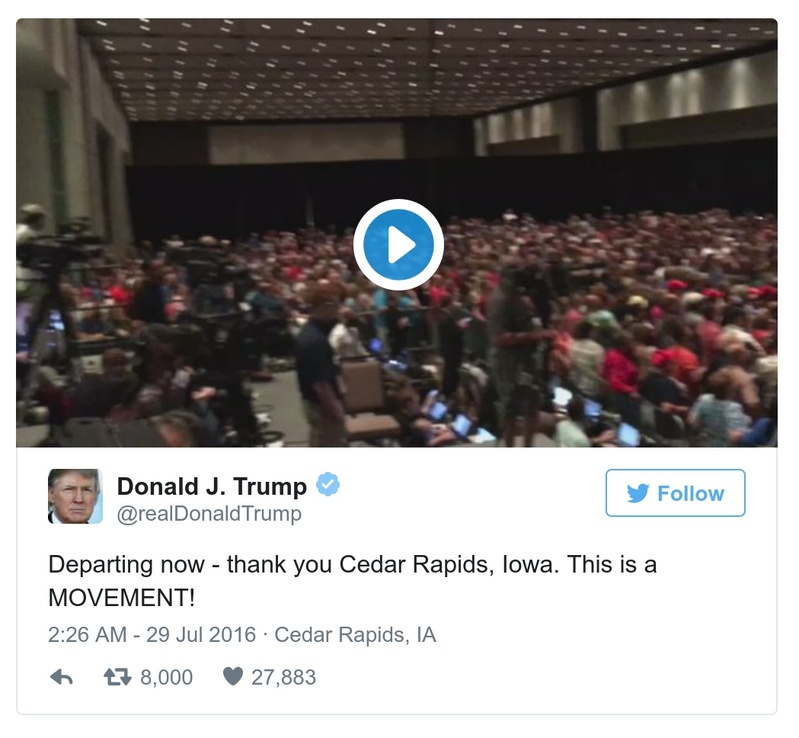 Donald J. Trump
@realDonaldTrump
Follow
Departing now - thank you Cedar Rapids, Iowa. This is a
MOVEMENT!
2:26 AM - 29 Jul 2016 · Cedar Rapids, IA
8,000 27,883